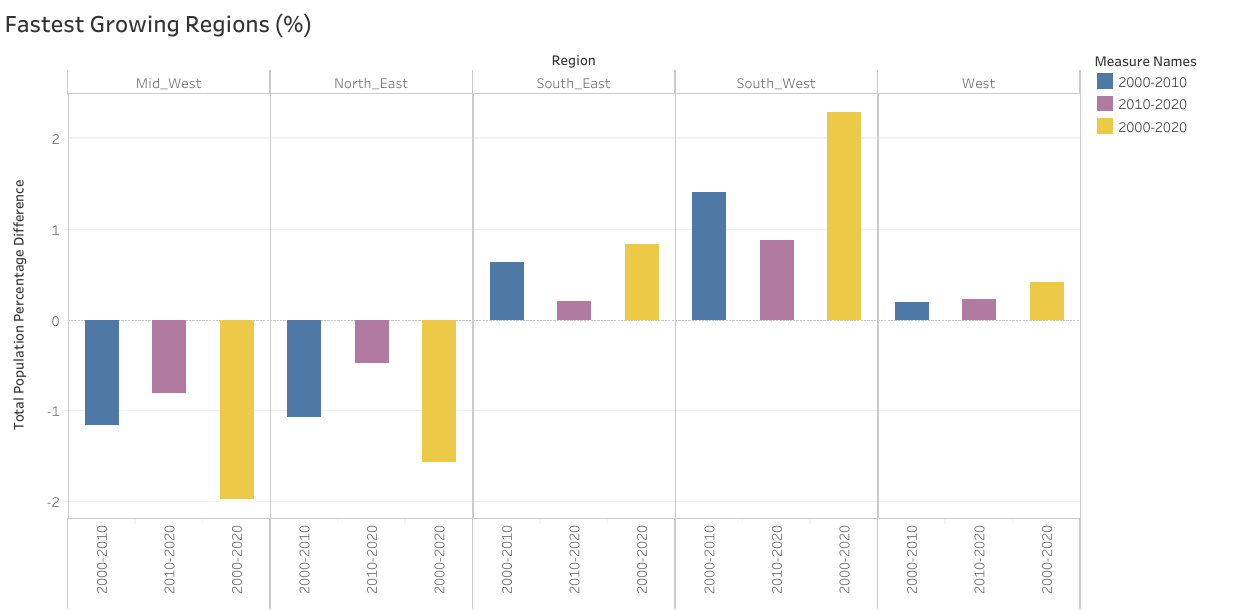 Fastest Growing Regions (%)
Region
Measure Names
Mid_West
North_East
South_East
South_West
West
2000-2010
2010-2020
2000-2020
Total Population Percentage Difference
2
1
0
-1
-2
2000-2010
2010-2020
2000-2020
2000-2010
2010-2020
2000-2020
2000-2010
2010-2020
2000-2020
2000-2010
2010-2020
2000-2020
2000-2010
2010-2020
2000-2020